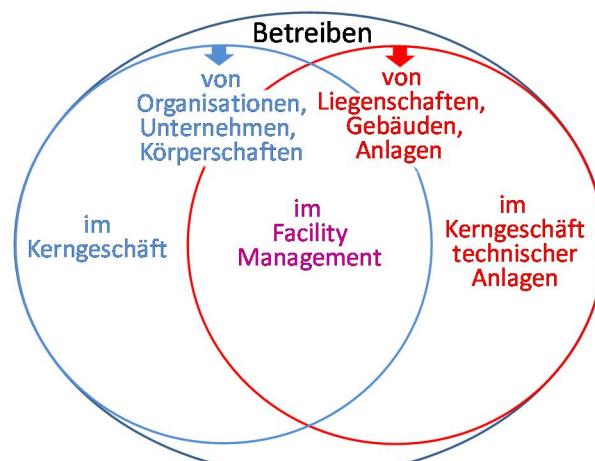 Betreiben
von
Organisationen,
Unternehmen,
Körperschaften
von
Liegenschaften,
Gebäuden,
Anlagen
im
Kerngeschäft
im
Facility
Management
im
Kerngeschäft
technischer
Anlagen